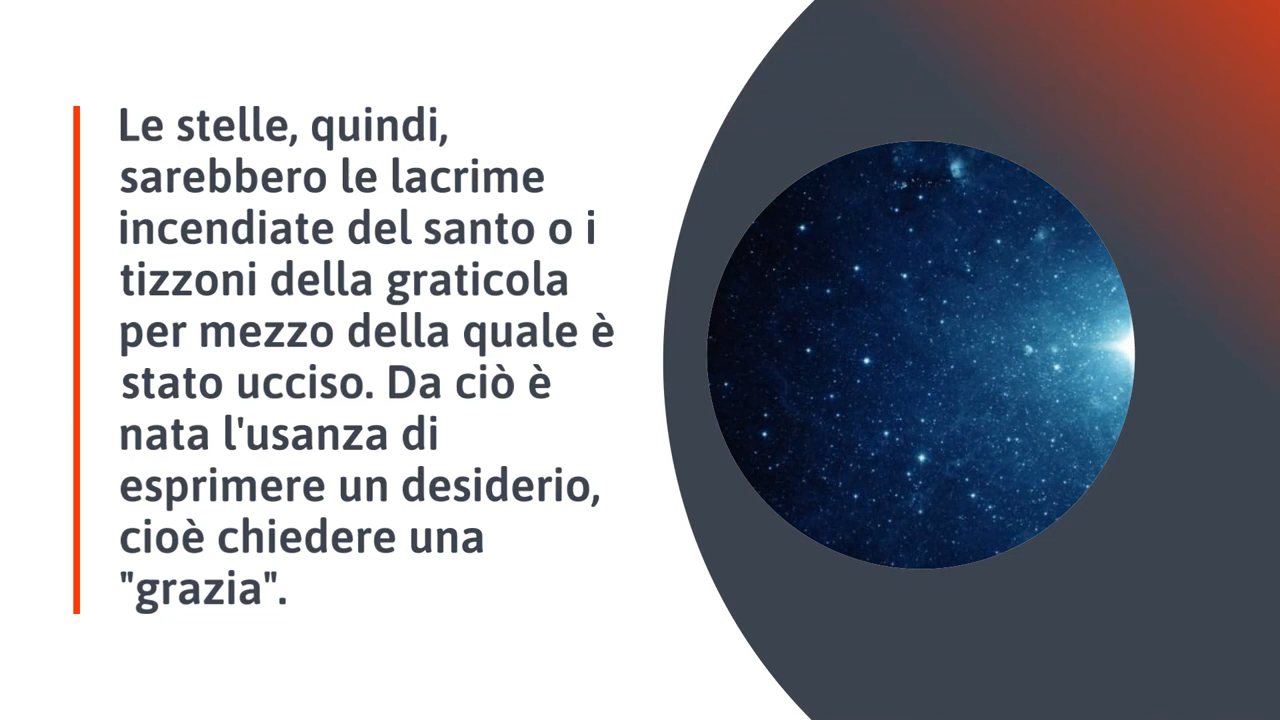 Le stelle, quindi,
sarebbero le lacrime
incendiate del santo o i
tizzoni della graticola
per mezzo della quale è
stato ucciso. Da ciò è
nata l'usanza di
esprimere un desiderio,
cioè chiedere una
"grazia".